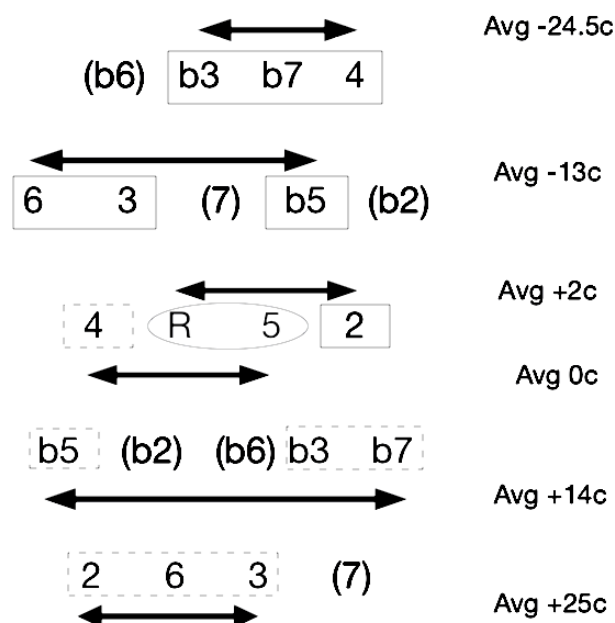 Avg -24.5c
(b6) b3 b7 4
Avg -13c
6 3 (7) b5 (b2)
Avg +2c
4 R 5 2
Avg 0c
b5 (b2) (b6) b3 b7
Avg +14c
2 6 3 (7)
Avg +25c